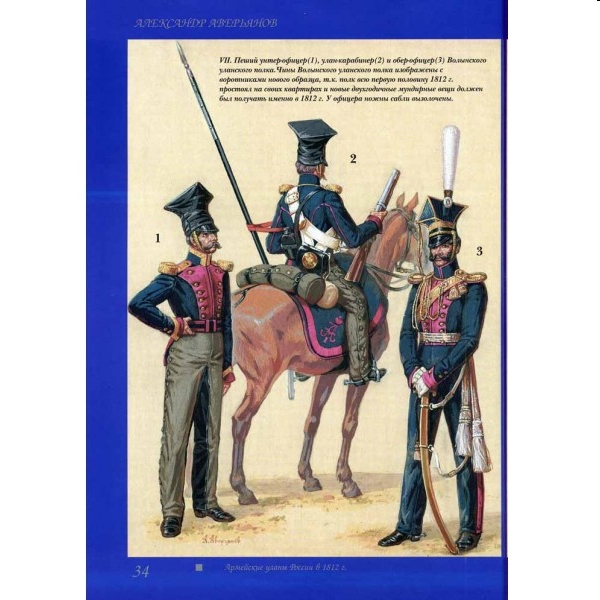 АЛЕКСАНДР АВЕРЬЯНОВ
VII. Пеший унтер-офицер(1), улан-карабинер(2) и обер-офицер(3) Волынского
уланского полка.Чины Волынского уланского полка изображены с
воротниками нового образца, т.к. полк всю первую половину 1812 г.
простоял на своих квартирах и новые двухгодичные мундирные вещи должен
был получать именно в 1812 г. У офицера ножны сабли вызолочены.
2
1
3
А.Аверьянов
34
Армейские уланы России в 1812 г.